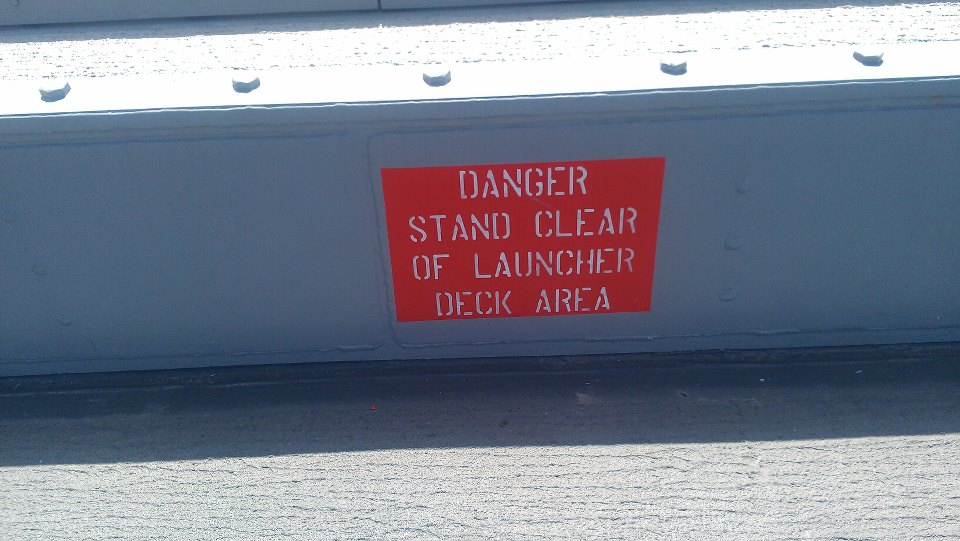 DANGER
STAND CLEAR
OF LAUNCHER
DECK AREA